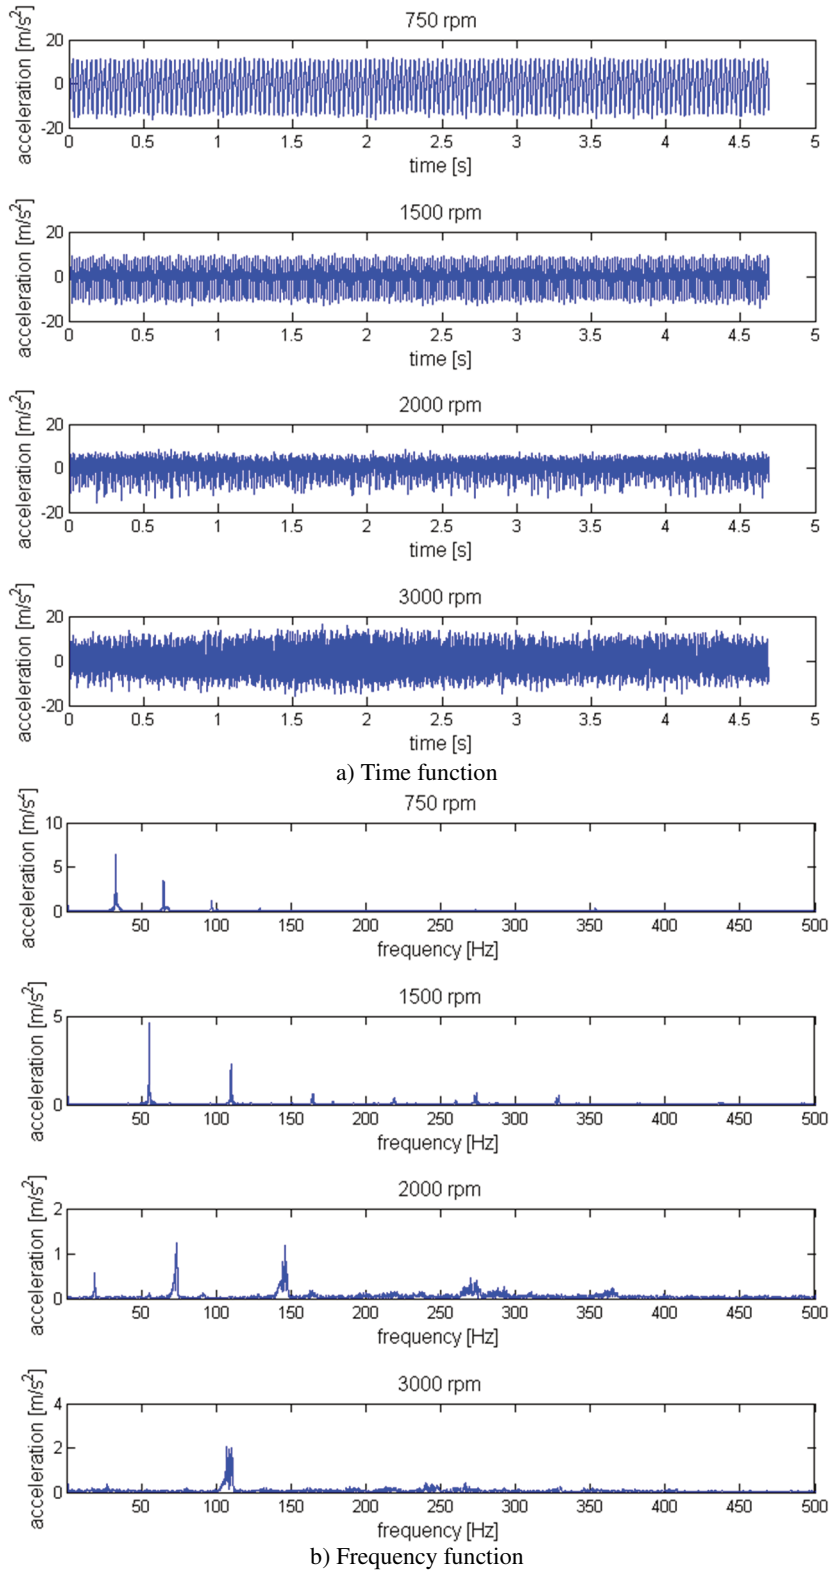 750 rpm
acceleration [m/s²]
20
0
-20
0 0.5 1 1.5 2 2.5 3 3.5 4 4.5 5
time [s]
1500 rpm
acceleration [m/s²]
20
0
-20
0 0.5 1 1.5 2 2.5 3 3.5 4 4.5 5
time [s]
2000 rpm
acceleration [m/s²]
20
0
-20
0 0.5 1 1.5 2 2.5 3 3.5 4 4.5 5
time [s]
3000 rpm
acceleration [m/s²]
20
0
-20
0 0.5 1 1.5 2 2.5 3 3.5 4 4.5 5
time [s]
a) Time function
750 rpm
acceleration [m/s²]
10
5
0
50 100 150 200 250 300 350 400 450 500
frequency [Hz]
1500 rpm
acceleration [m/s²]
5
0
50 100 150 200 250 300 350 400 450 500
frequency [Hz]
2000 rpm
acceleration [m/s²]
2
1
0
50 100 150 200 250 300 350 400 450 500
frequency [Hz]
3000 rpm
acceleration [m/s²]
4
2
0
50 100 150 200 250 300 350 400 450 500
frequency [Hz]
b) Frequency function